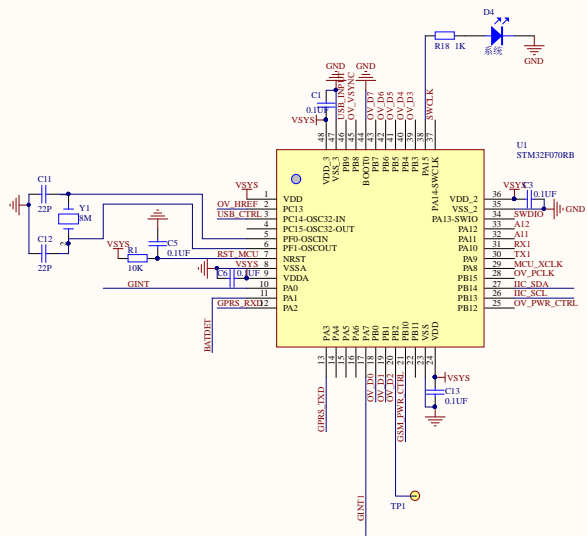 D4
R18 1K
系统
GND
GND
GND
C1
0.1UF
VSYS
USB_INPUT
OV_VSYNC
OV_D7
OV_D6
OV_D5
OV_D4
OV_D3
SWCLK
48
47
46
45
44
43
42
41
40
39
38
37
U1
STM32F070RB
VDD_3
VSS_3
PB9
PB8
BOOT0
PB7
PB6
PB5
PB4
PB3
PA15
PA14-SWCLK
C11
22P
Y1
8M
C12
22P
VSYS
OV_HREF
USB_CTRL
VSYS
R1
10K
C5
0.1UF
RST_MCU
VSYS
C6
0.1UF
GINT
GPRS_RXD
BATDET
1 VDD
2 PC13
3 PC14-OSC32-IN
4 PC15-OSC32-OUT
5 PF0-OSCIN
6 PF1-OSCOUT
7 NRST
8 VSSA
9 VDDA
10 PA0
11 PA1
12 PA2
VDD_2 36
VSS_2 35
PA13-SWIO 34
PA12 33
PA11 32
PA10 31
PA9 30
PA8 29
PB15 28
PB14 27
PB13 26
PB12 25
VSYS
C3
0.1UF
GND
SWDIO
A12
A11
RX1
TX1
MCU_XCLK
OV_PCLK
IIC_SDA
IIC_SCL
OV_PWR_CTRL
PA3
PA4
PA5
PA6
PA7
PB0
PB1
PB2
PB10
PB11
VSS
VDD
13
14
15
16
17
18
19
20
21
22
23
24
GPRS_TXD
GINT1
OV_D0
OV_D1
OV_D2
GSM_PWR_CTRL
VSYS
C13
0.1UF
TP1